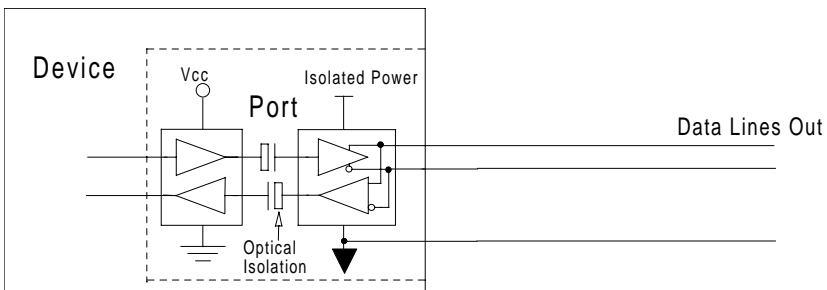 Device
Vcc
Isolated Power
Port
Data Lines Out
Optical
Isolation